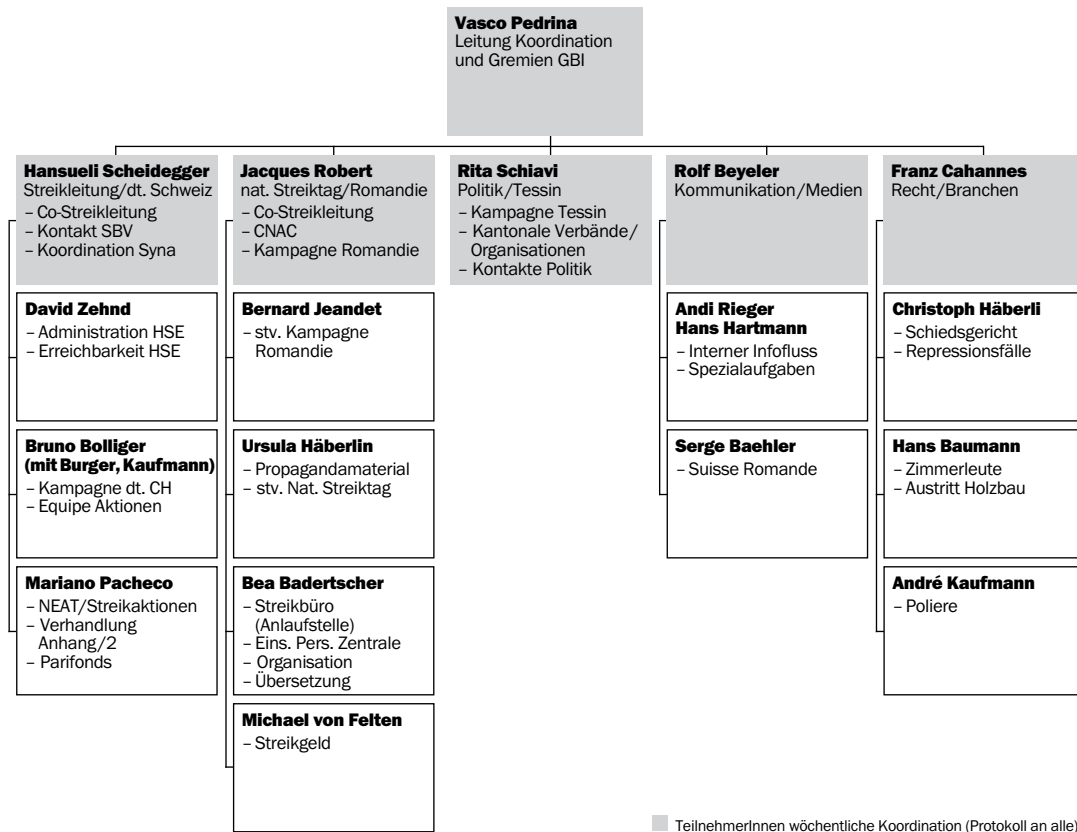 Vasco Pedrina
Leitung Koordination
und Gremien GBI
Hansueli Scheidegger
Streikleitung/dt. Schweiz
– Co-Streikleitung
– Kontakt SBV
– Koordination Syna
Jacques Robert
nat. Streiktag/Romandie
– Co-Streikleitung
– CNAC
– Kampagne Romandie
Rita Schiavi
Politik/Tessin
– Kampagne Tessin
– Kantonale Verbände/
Organisationen
– Kontakte Politik
Rolf Beyeler
Kommunikation/Medien
Franz Cahannes
Recht/Branchen
David Zehnd
– Administration HSE
– Erreichbarkeit HSE
Bernard Jeandet
– stv. Kampagne
Romandie
Andi Rieger
Hans Hartmann
– Interner Infofluss
– Spezialaufgaben
Christoph Häberli
– Schiedsgericht
– Repressionsfälle
Bruno Bolliger
(mit Burger, Kaufmann)
– Kampagne dt. CH
– Equipe Aktionen
Ursula Häberlin
– Propagandamaterial
– stv. Nat. Streiktag
Serge Baehler
– Suisse Romande
Hans Baumann
– Zimmerleute
– Austritt Holzbau
Mariano Pacheco
– NEAT/Streikaktionen
– Verhandlung
Anhang/2
– Parifonds
Bea Badertscher
– Streikbüro
(Anlaufstelle)
– Eins. Pers. Zentrale
– Organisation
– Übersetzung
André Kaufmann
– Poliere
Michael von Felten
– Streikgeld
TeilnehmerInnen wöchentliche Koordination (Protokoll an alle)